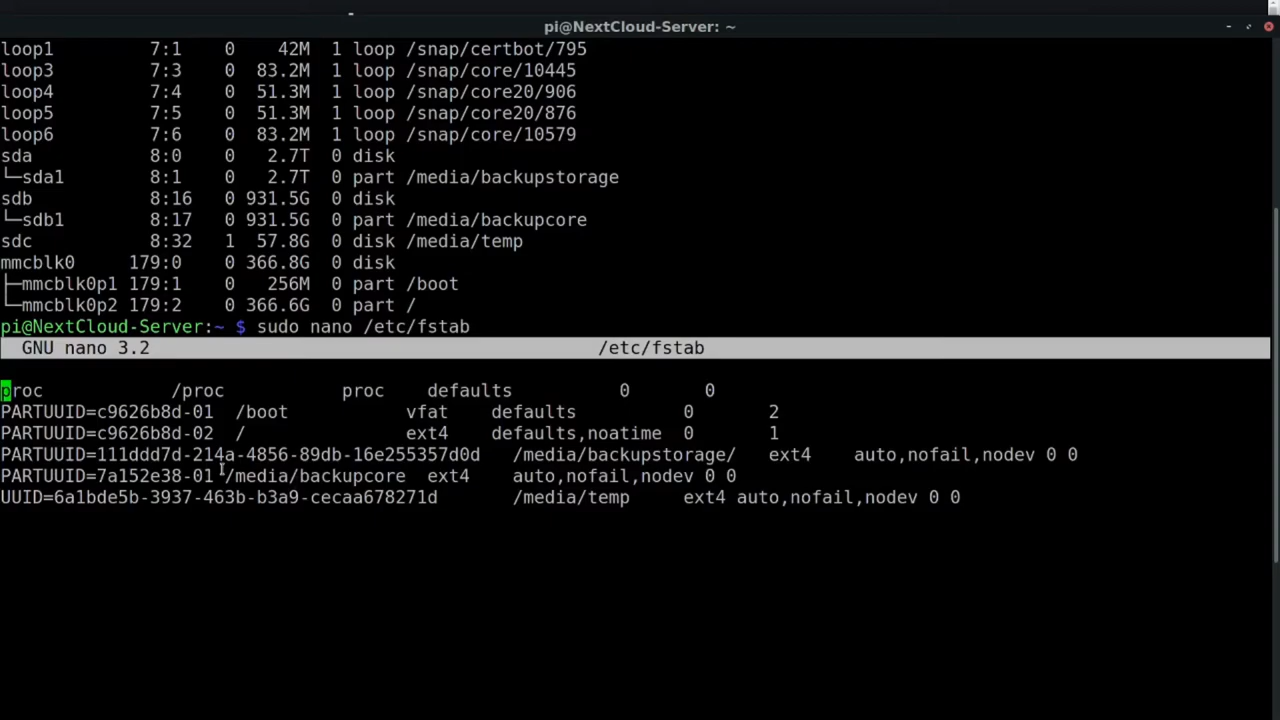 pi@NextCloud-Server: ~
loop1 7:1 0 42M 1 loop /snap/certbot/795
loop3 7:3 0 83.2M 1 loop /snap/core/10445
loop4 7:4 0 51.3M 1 loop /snap/core20/906
loop5 7:5 0 51.3M 1 loop /snap/core20/876
loop6 7:6 0 83.2M 1 loop /snap/core/10579
sda 8:0 0 2.7T 0 disk
└─sda1 8:1 0 2.7T 0 part /media/backupstorage
sdb 8:16 0 931.5G 0 disk
└─sdb1 8:17 0 931.5G 0 part /media/backupcore
sdc 8:32 1 57.8G 0 disk /media/temp
mmcblk0 179:0 0 366.8G 0 disk
├─mmcblk0p1 179:1 0 256M 0 part /boot
└─mmcblk0p2 179:2 0 366.6G 0 part /
pi@NextCloud-Server:~ $ sudo nano /etc/fstab
GNU nano 3.2 /etc/fstab
proc /proc proc defaults 0 0
PARTUUID=c9626b8d-01 /boot vfat defaults 0 2
PARTUUID=c9626b8d-02 / ext4 defaults,noatime 0 1
PARTUUID=111ddd7d-214a-4856-89db-16e255357d0d /media/backupstorage/ ext4 auto,nofail,nodev 0 0
PARTUUID=7a152e38-01 /media/backupcore ext4 auto,nofail,nodev 0 0
UUID=6a1bde5b-3937-463b-b3a9-cecaa678271d /media/temp ext4 auto,nofail,nodev 0 0